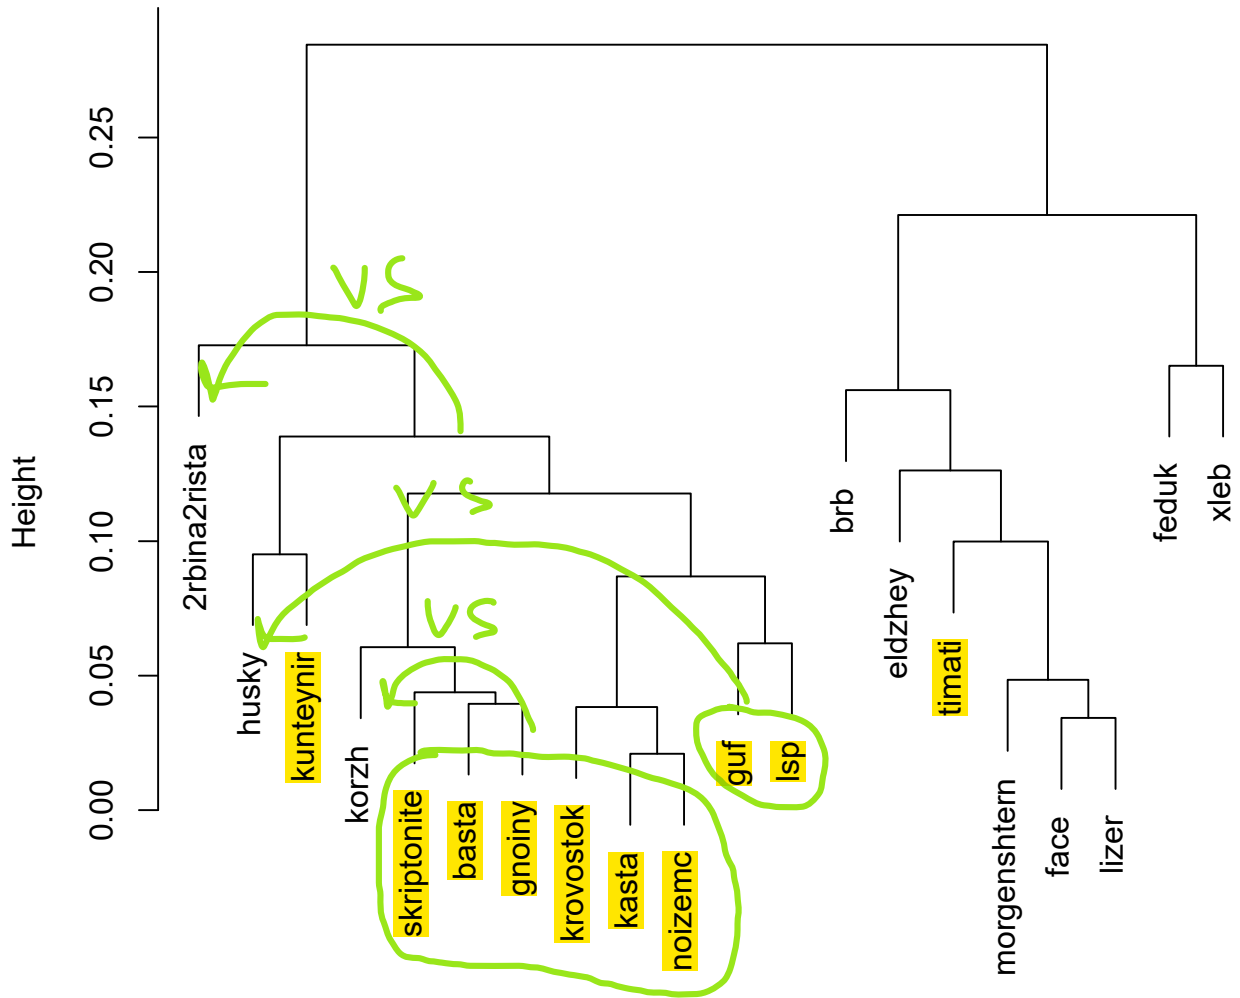 Height
0.00
0.05
0.10
0.15
0.20
0.25
vs
vs
vs
2rbina2rista
husky
kunteynir
korzh
skriptonite
basta
gnoiny
krovostok
kasta
noizemc
guf
lsp
brb
eldzhey
timati
morgenshtern
face
lizer
feduk
xleb